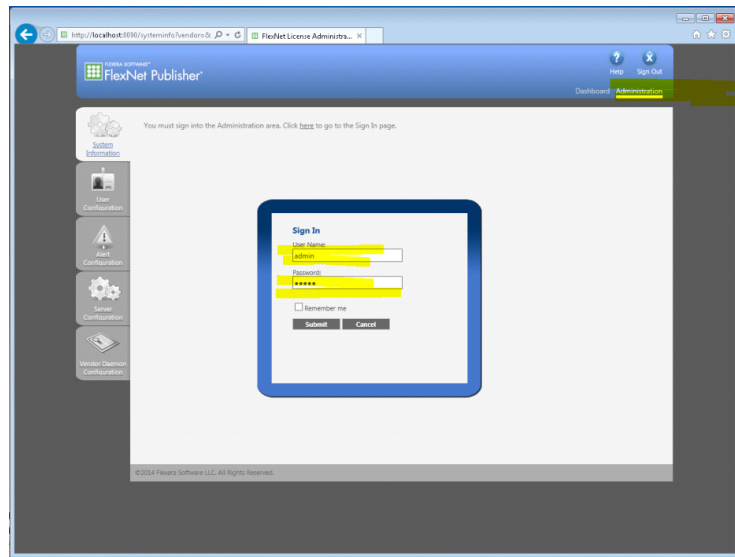 http://localhost:8090/systeminfo?vendor=&
FlexNet License Administra...
FLEXERA SOFTWARE
FlexNet Publisher
Help Sign Out
Dashboard Administration
You must sign into the Administration area. Click here to go to the Sign In page.
System
Information
User
Configuration
Alert
Configuration
Server
Configuration
Vendor Daemon
Configuration
Sign In
User Name:
admin
Password:
•••••
Remember me
Submit Cancel
©2014 Flexera Software LLC. All Rights Reserved.